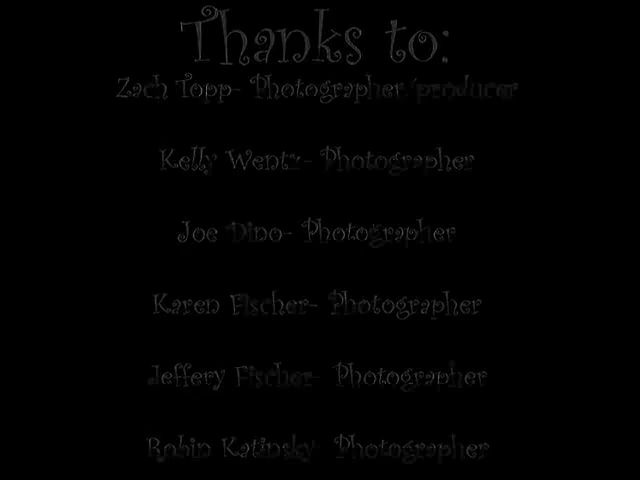 Thanks to:
Zach Topp- Photographer/producer
Kelly Wentz- Photographer
Joe Dino- Photographer
Karen Fischer- Photographer
Jeffery Fischer- Photographer
Robin Katinsky- Photographer